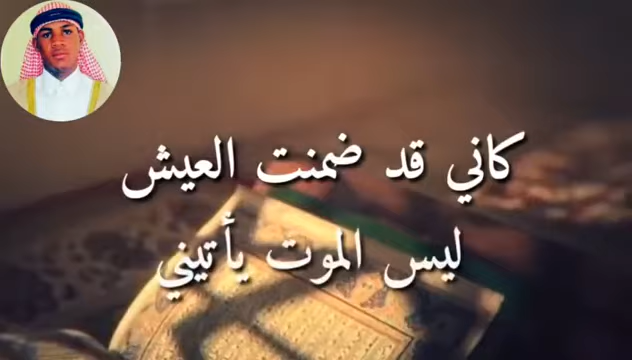 كاني قد ضمنت العيش
ليس الموت يأتيني